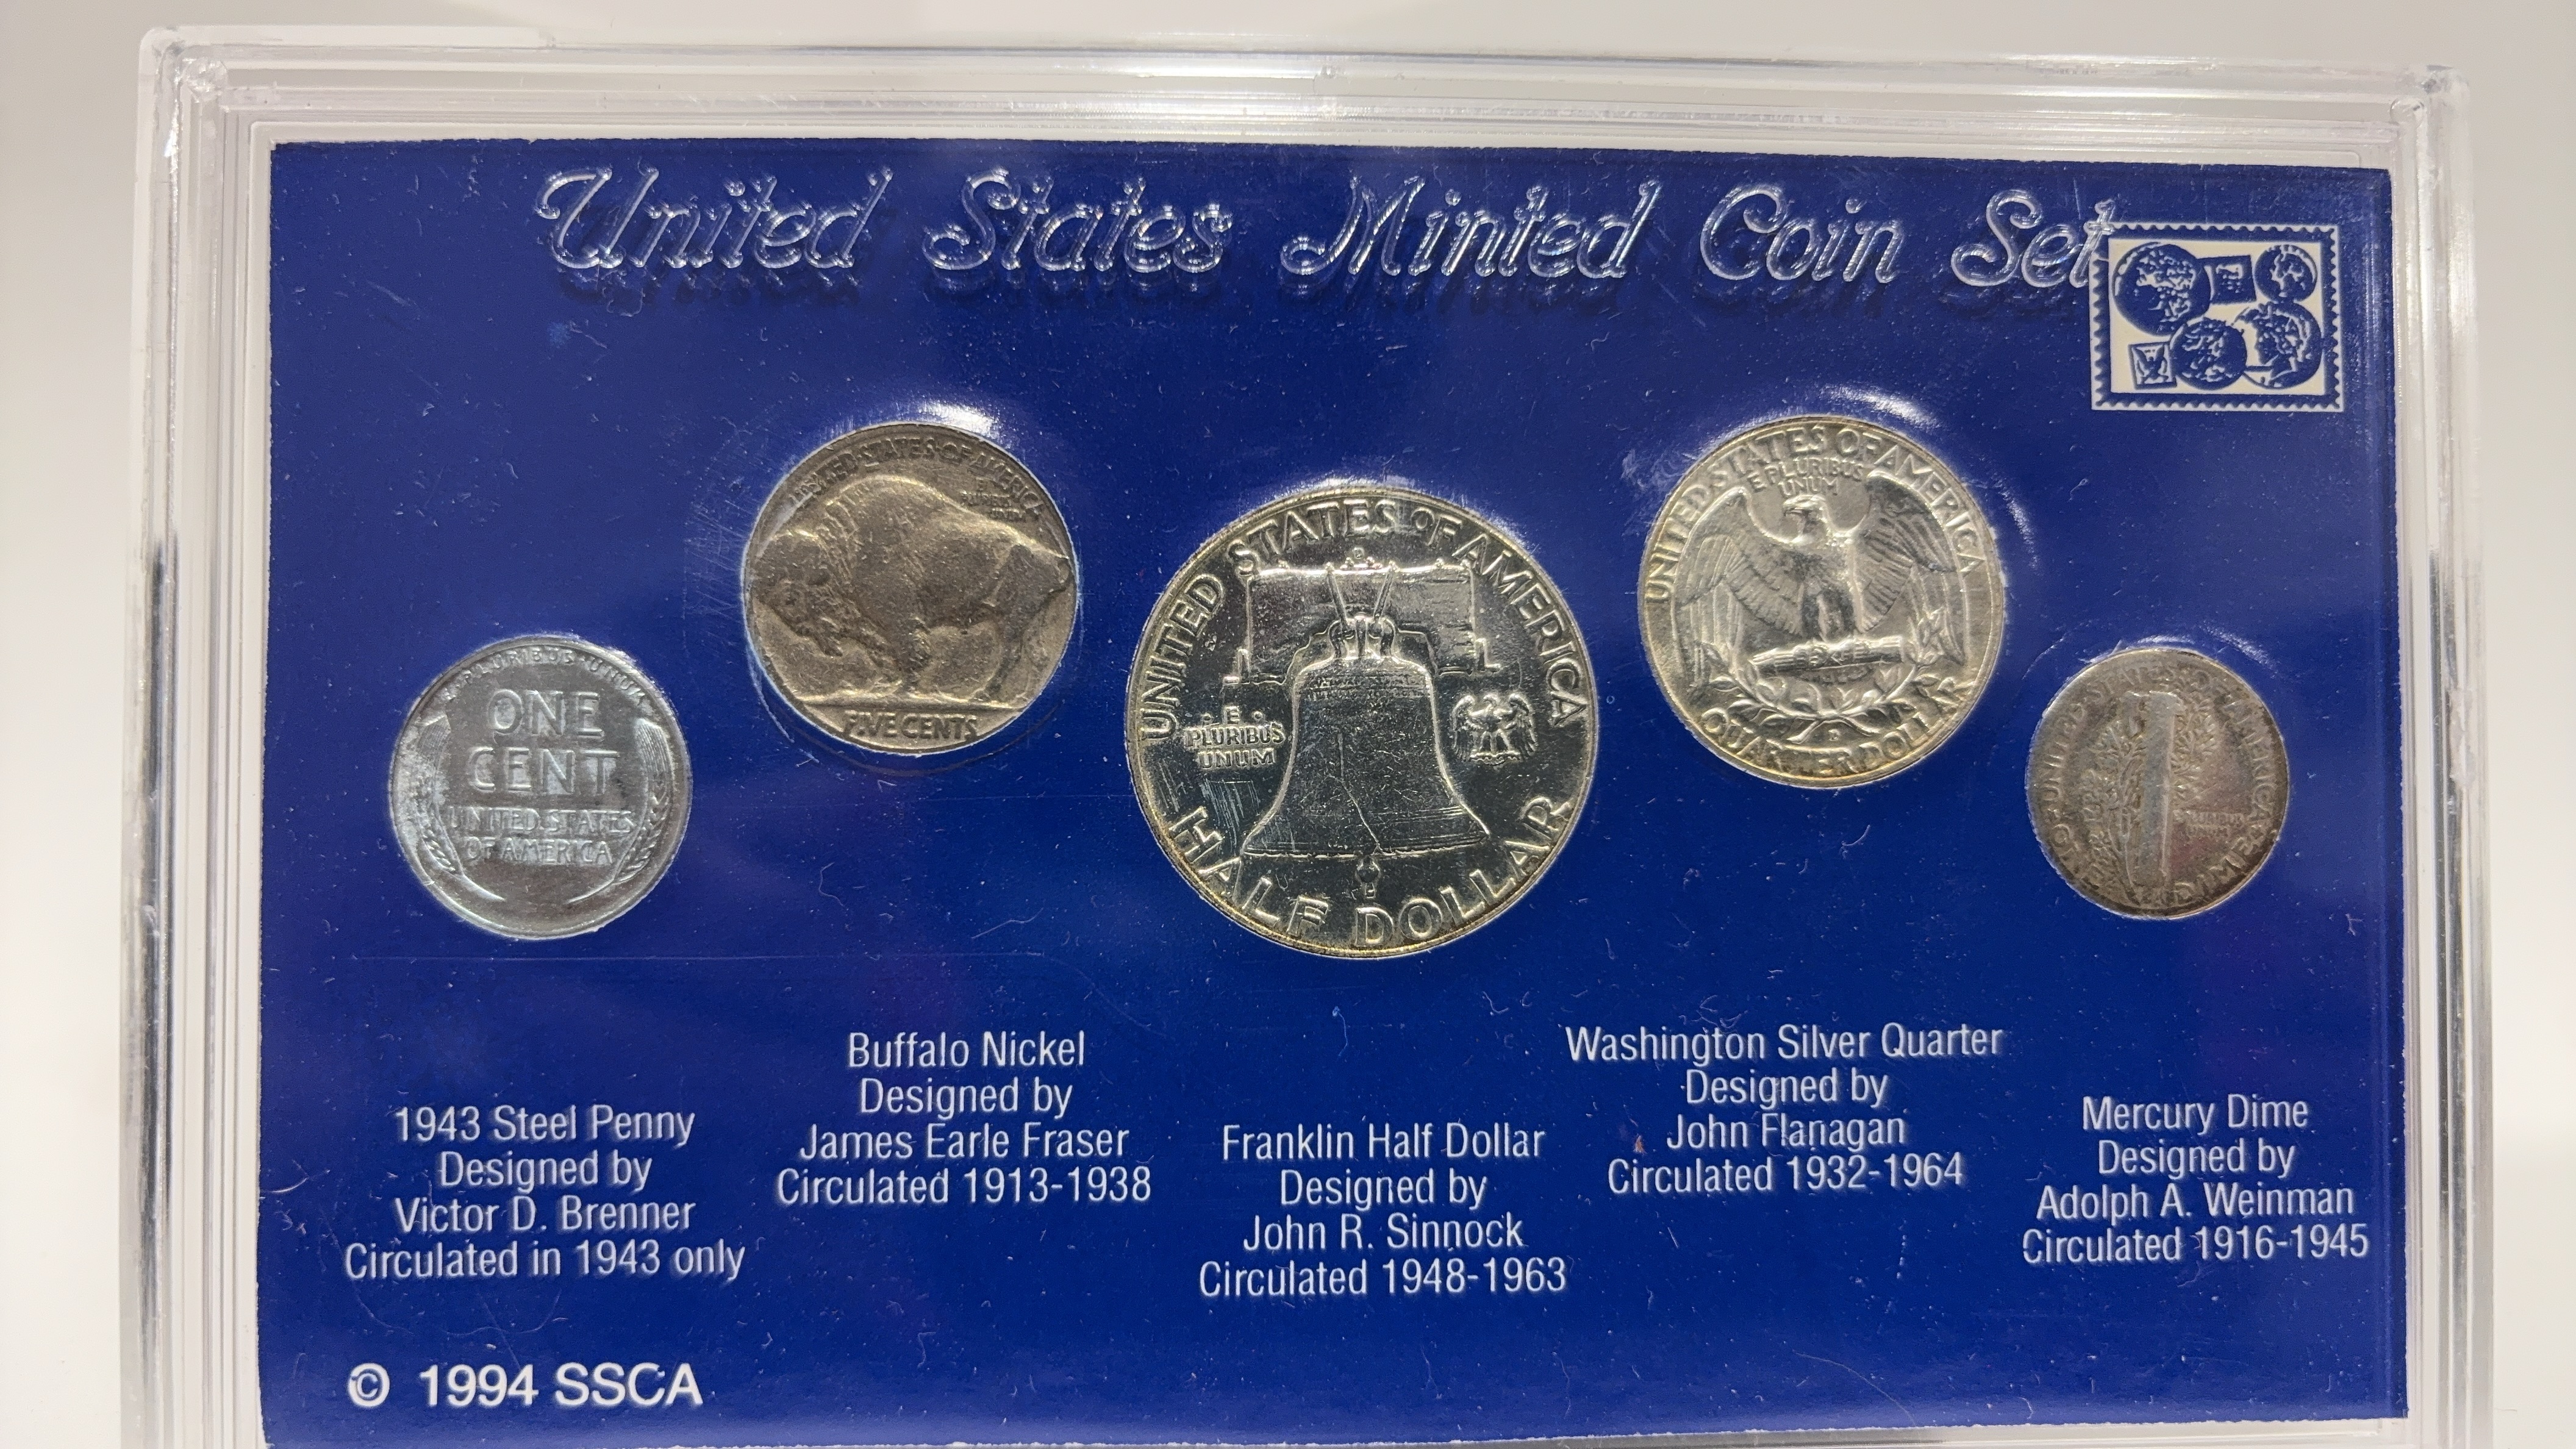 United States Minted Coin Set
E·PLURIBUS·UNUM
ONE
CENT
UNITED STATES
OF AMERICA
UNITED STATES OF AMERICA
E PLURIBUS
UNUM
FIVE CENTS
UNITED STATES OF AMERICA
·E·
PLURIBUS
UNUM
HALF DOLLAR
UNITED STATES OF AMERICA
E PLURIBUS
UNUM
QUARTER DOLLAR
UNITED STATES OF AMERICA
PLURIBUS
UNUM
ONE DIME
1943 Steel Penny
Designed by
Victor D. Brenner
Circulated in 1943 only
Buffalo Nickel
Designed by
James Earle Fraser
Circulated 1913-1938
Franklin Half Dollar
Designed by
John R. Sinnock
Circulated 1948-1963
Washington Silver Quarter
Designed by
John Flanagan
Circulated 1932-1964
Mercury Dime
Designed by
Adolph A. Weinman
Circulated 1916-1945
© 1994 SSCA